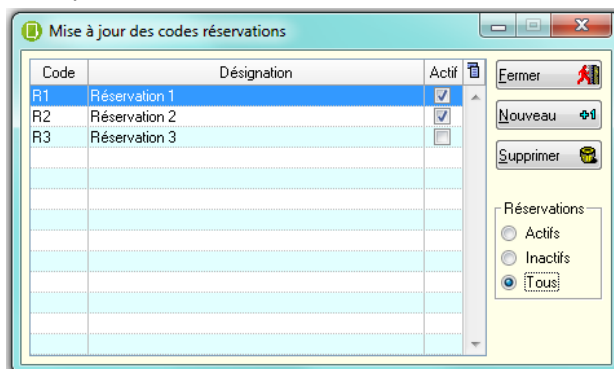 Mise à jour des codes réservations
Code Désignation Actif
R1 Réservation 1
R2 Réservation 2
R3 Réservation 3
Fermer
Nouveau
Supprimer
Réservations
Actifs
Inactifs
Tous